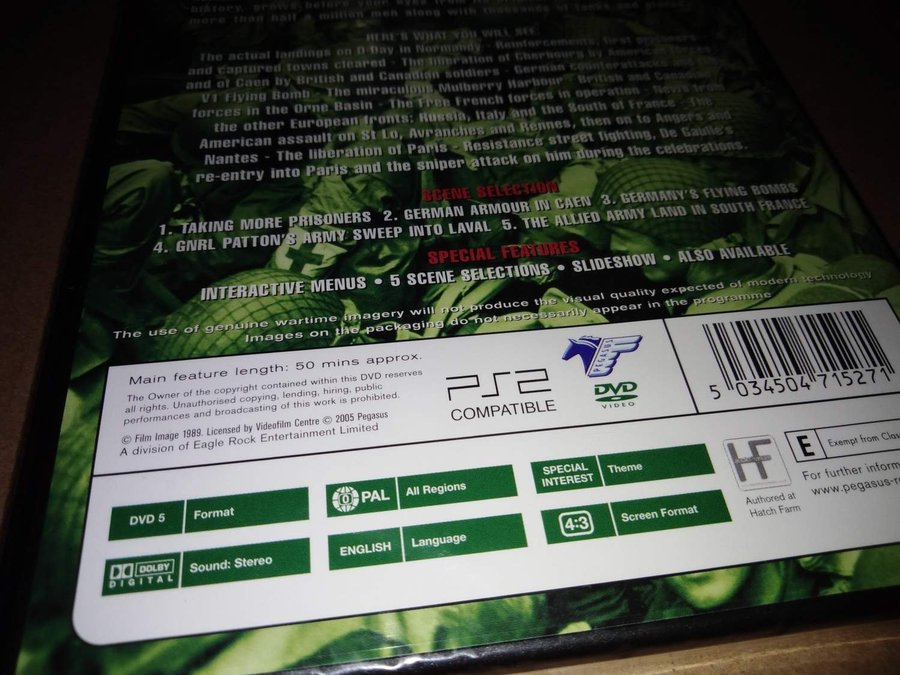 history, grows before your eyes from an
more than half a million men along with thousands of tanks and planes.
HERE'S WHAT YOU WILL SEE
The actual landings on D-Day in Normandy - Reinforcements, first
and captured towns cleared - The liberation of Cherbourg by American forces
and of Caen by British and Canadian soldiers - German counterattacks and
V1 Flying Bomb - The miraculous Mulberry Harbour - British and Canadian
forces in the Orne Basin - The Free French forces in operation - News from
the other European fronts, Russia, Italy and the South of France - The
American assault on St Lo, Avranches and Rennes, then on to Angers and
Nantes - The liberation of Paris - Resistance street fighting, De Gaulle's
re-entry into Paris and the sniper attack on him during the celebrations.
SCENE SELECTION
1. TAKING MORE PRISONERS 2. GERMAN ARMOUR IN CAEN 3. GERMANY'S FLYING BOMBS
4. GNRL PATTON'S ARMY SWEEP INTO LAVAL 5. THE ALLIED ARMY LAND IN SOUTH FRANCE
SPECIAL FEATURES
INTERACTIVE MENUS • 5 SCENE SELECTIONS • SLIDESHOW • ALSO AVAILABLE
The use of genuine wartime imagery will not produce the visual quality expected of modern technology
Images on the packaging do not necessarily appear in the programme
Main feature length: 50 mins approx.
The Owner of the copyright contained within this DVD reserves
all rights. Unauthorised copying, lending, hiring, public
performances and broadcasting of this work is prohibited.
© Film Image 1989. Licensed by Videofilm Centre © 2005 Pegasus
A division of Eagle Rock Entertainment Limited
PS2
COMPATIBLE
PEGASUS
DVD
VIDEO
5 034504 715271
DVD 5 Format
0 PAL All Regions
SPECIAL INTEREST Theme
DOLBY DIGITAL Sound: Stereo
ENGLISH Language
4:3 Screen Format
HF
Authored at
Hatch Farm
E Exempt from Clas
For further inform
www.pegasus-